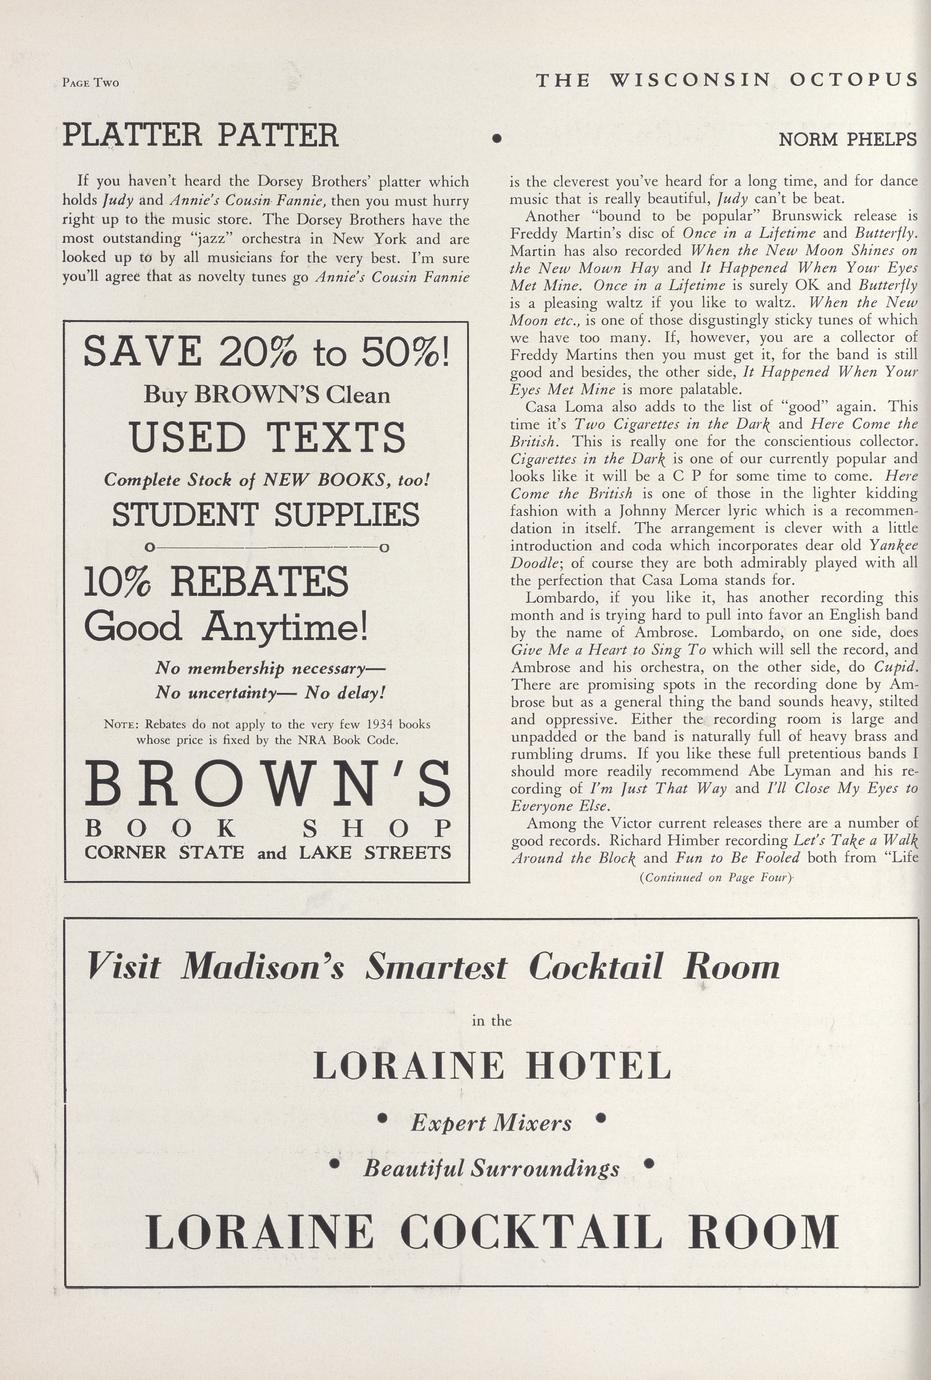 PAGE TWO
THE WISCONSIN OCTOPUS
PLATTER PATTER
•
NORM PHELPS
If you haven't heard the Dorsey Brothers' platter which
holds Judy and Annie's Cousin Fannie, then you must hurry
right up to the music store. The Dorsey Brothers have the
most outstanding "jazz" orchestra in New York and are
looked up to by all musicians for the very best. I'm sure
you'll agree that as novelty tunes go Annie's Cousin Fannie
is the cleverest you've heard for a long time, and for dance
music that is really beautiful, Judy can't be beat.
Another "bound to be popular" Brunswick release is
Freddy Martin's disc of Once in a Lifetime and Butterfly.
Martin has also recorded When the New Moon Shines on
the New Mown Hay and It Happened When Your Eyes
Met Mine. Once in a Lifetime is surely OK and Butterfly
is a pleasing waltz if you like to waltz. When the New
Moon etc., is one of those disgustingly sticky tunes of which
we have too many. If, however, you are a collector of
Freddy Martins then you must get it, for the band is still
good and besides, the other side, It Happened When Your
Eyes Met Mine is more palatable.
Casa Loma also adds to the list of "good" again. This
time it's Two Cigarettes in the Dark and Here Come the
British. This is really one for the conscientious collector.
Cigarettes in the Dark is one of our currently popular and
looks like it will be a C P for some time to come. Here
Come the British is one of those in the lighter kidding
fashion with a Johnny Mercer lyric which is a recommen-
dation in itself. The arrangement is clever with a little
introduction and coda which incorporates dear old Yankee
Doodle; of course they are both admirably played with all
the perfection that Casa Loma stands for.
Lombardo, if you like it, has another recording this
month and is trying hard to pull into favor an English band
by the name of Ambrose. Lombardo, on one side, does
Give Me a Heart to Sing To which will sell the record, and
Ambrose and his orchestra, on the other side, do Cupid.
There are promising spots in the recording done by Am-
brose but as a general thing the band sounds heavy, stilted
and oppressive. Either the recording room is large and
unpadded or the band is naturally full of heavy brass and
rumbling drums. If you like these full pretentious bands I
should more readily recommend Abe Lyman and his re-
cording of I'm Just That Way and I'll Close My Eyes to
Everyone Else.
Among the Victor current releases there are a number of
good records. Richard Himber recording Let's Take a Walk
Around the Block and Fun to Be Fooled both from "Life
(Continued on Page Four)
SAVE 20% to 50%!
Buy BROWN'S Clean
USED TEXTS
Complete Stock of NEW BOOKS, too!
STUDENT SUPPLIES
10% REBATES
Good Anytime!
No membership necessary—
No uncertainty— No delay!
NOTE: Rebates do not apply to the very few 1934 books
whose price is fixed by the NRA Book Code.
BROWN'S
BOOK SHOP
CORNER STATE and LAKE STREETS
Visit Madison's Smartest Cocktail Room
in the
LORAINE HOTEL
• Expert Mixers •
• Beautiful Surroundings •
LORAINE COCKTAIL ROOM